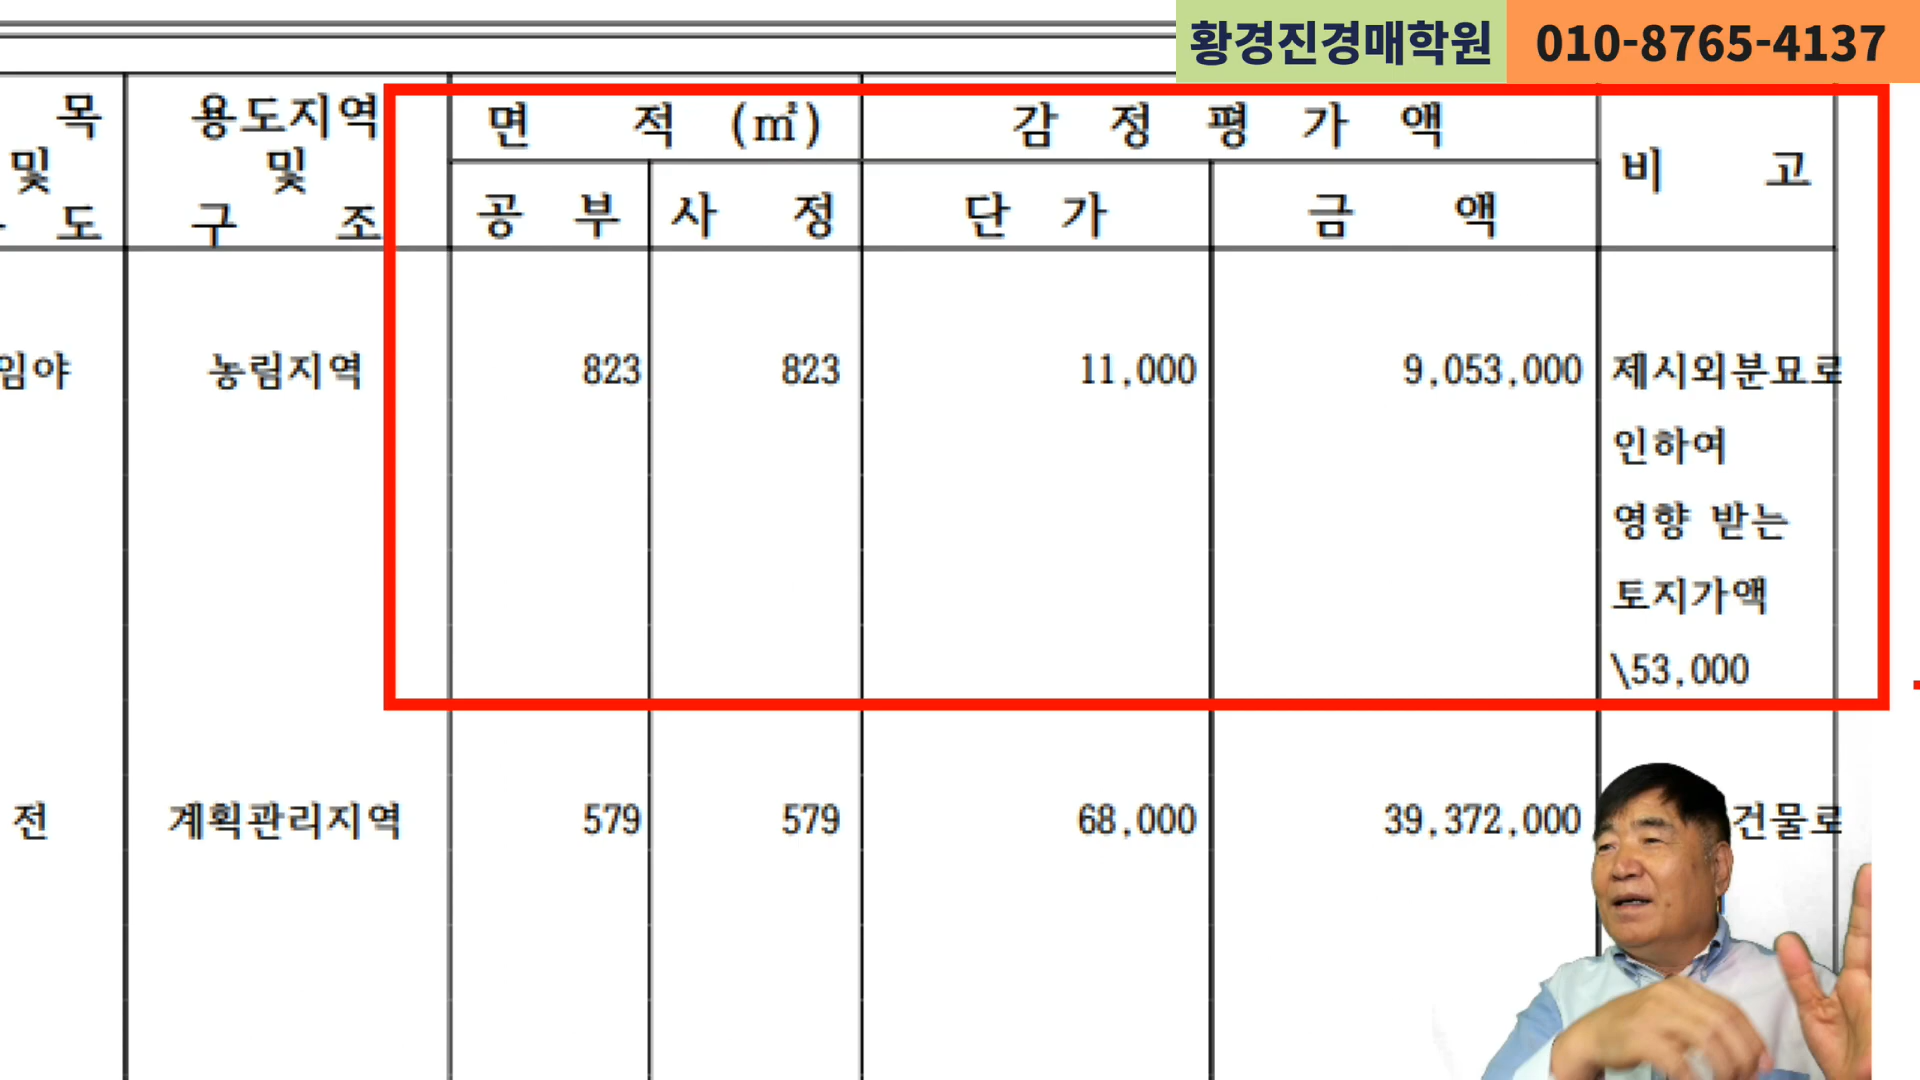 황경진경매학원 010-8765-4137
목 및 도
용도지역 및 구 조
면 적 (㎡)
감 정 평 가 액
비 고
공 부 사 정 단 가 금 액
임야 농림지역 823 823 11,000 9,053,000 제시외분묘로
인하여
영향 받는
토지가액
\53,000
전 계획관리지역 579 579 68,000 39,372,000 건물로